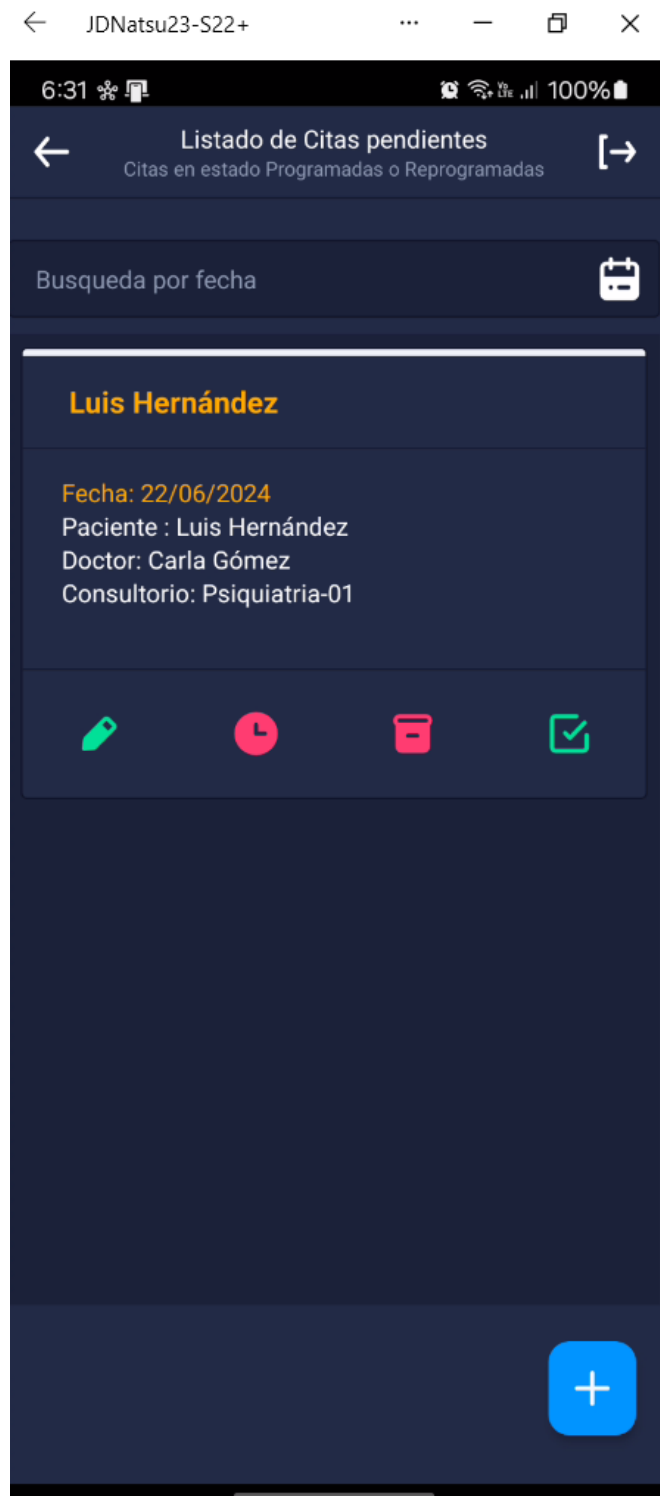 JDNatsu23-S22+
6:31
100%
Listado de Citas pendientes
Citas en estado Programadas o Reprogramadas
Busqueda por fecha
Luis Hernández
Fecha: 22/06/2024
Paciente : Luis Hernández
Doctor: Carla Gómez
Consultorio: Psiquiatria-01